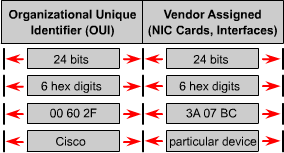 Organizational Unique
Identifier (OUI)
Vendor Assigned
(NIC Cards, Interfaces)
24 bits
24 bits
6 hex digits
6 hex digits
00 60 2F
3A 07 BC
Cisco
particular device